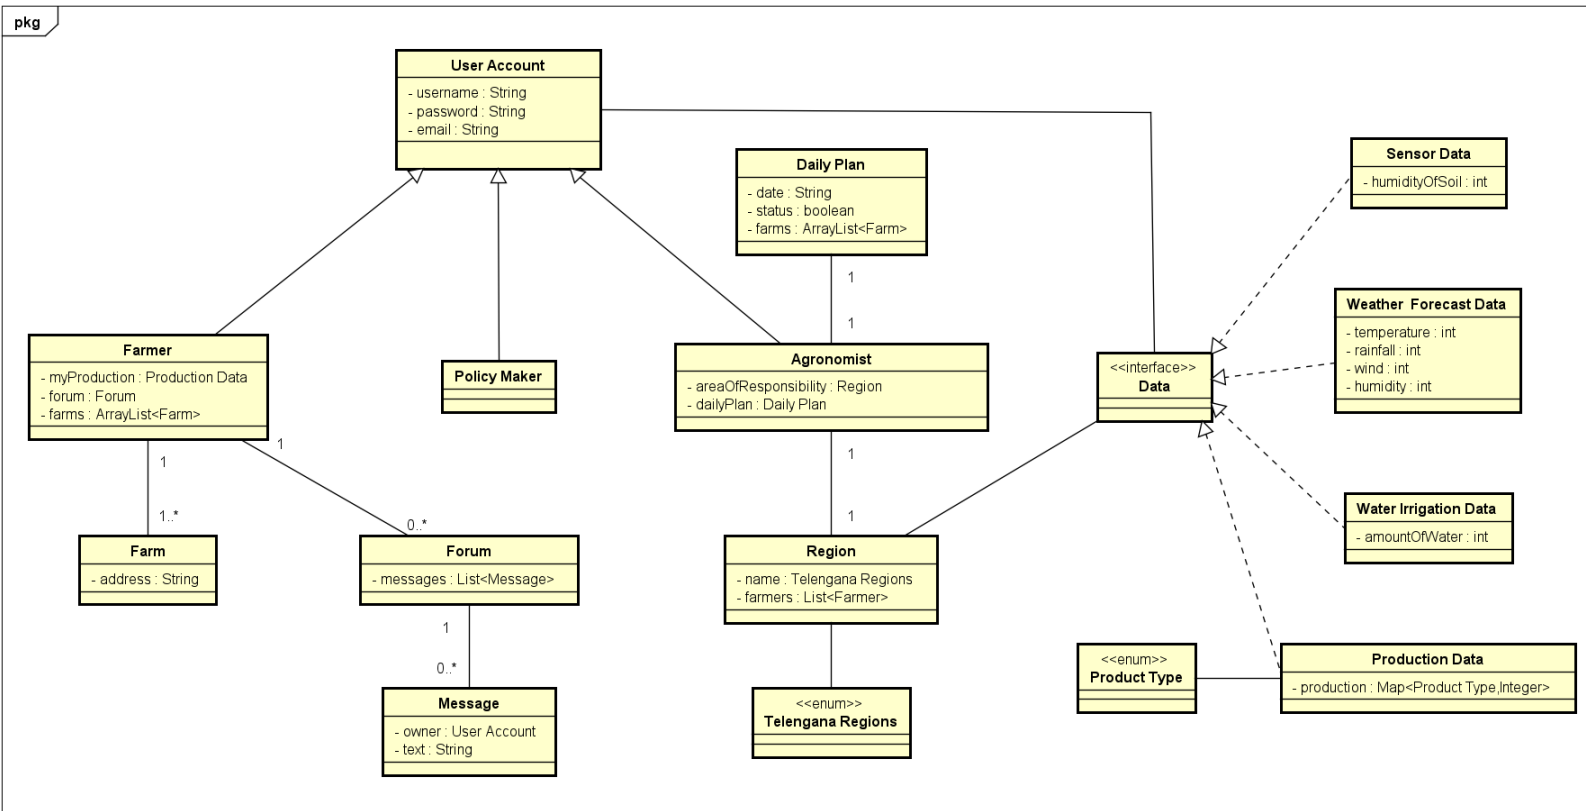 pkg
User Account
- username : String
- password : String
- email : String
Daily Plan
- date : String
- status : boolean
- farms : ArrayList<Farm>
Sensor Data
- humidityOfSoil : int
1
1
Weather  Forecast Data
- temperature : int
- rainfall : int
- wind : int
- humidity : int
Farmer
- myProduction : Production Data
- forum : Forum
- farms : ArrayList<Farm>
Policy Maker
Agronomist
- areaOfResponsibility : Region
- dailyPlan : Daily Plan
<<interface>>
Data
1
1..*
1
0..*
1
1
Water Irrigation Data
- amountOfWater : int
Farm
- address : String
Forum
- messages : List<Message>
Region
- name : Telengana Regions
- farmers : List<Farmer>
1
0..*
<<enum>>
Product Type
Production Data
- production : Map<Product Type,Integer>
Message
- owner : User Account
- text : String
<<enum>>
Telengana Regions